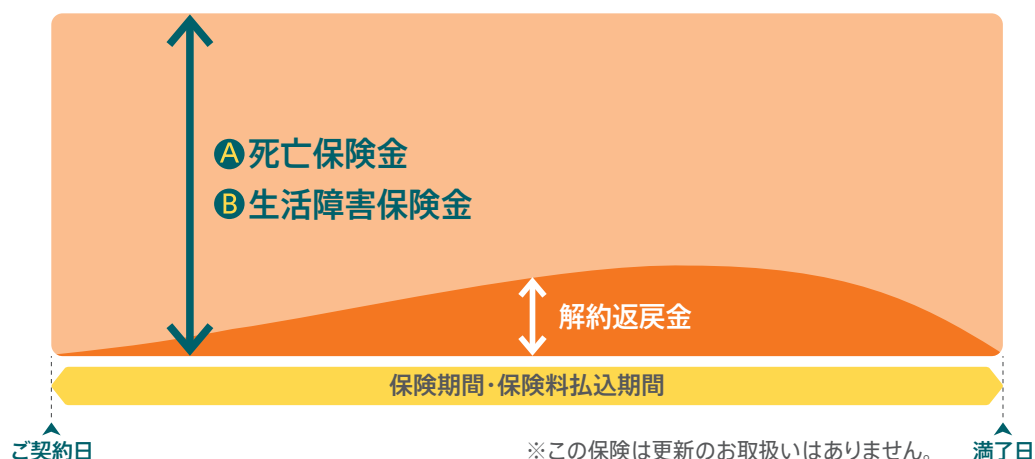 Ⓐ死亡保険金
Ⓑ生活障害保険金
解約返戻金
保険期間・保険料払込期間
ご契約日
※この保険は更新のお取扱いはありません。
満了日